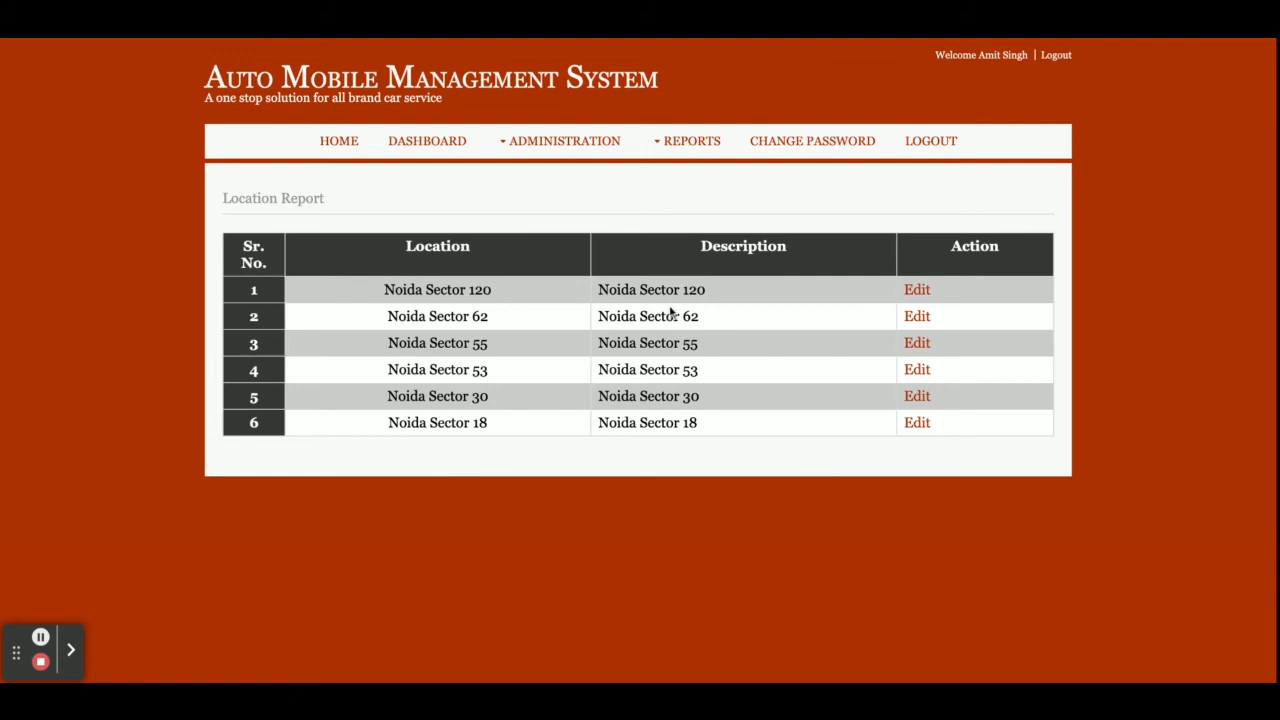 Welcome Amit Singh | Logout
AUTO MOBILE MANAGEMENT SYSTEM
A one stop solution for all brand car service
HOME DASHBOARD ADMINISTRATION REPORTS CHANGE PASSWORD LOGOUT
Location Report
Sr. No. Location Description Action
1 Noida Sector 120 Noida Sector 120 Edit
2 Noida Sector 62 Noida Sector 62 Edit
3 Noida Sector 55 Noida Sector 55 Edit
4 Noida Sector 53 Noida Sector 53 Edit
5 Noida Sector 30 Noida Sector 30 Edit
6 Noida Sector 18 Noida Sector 18 Edit